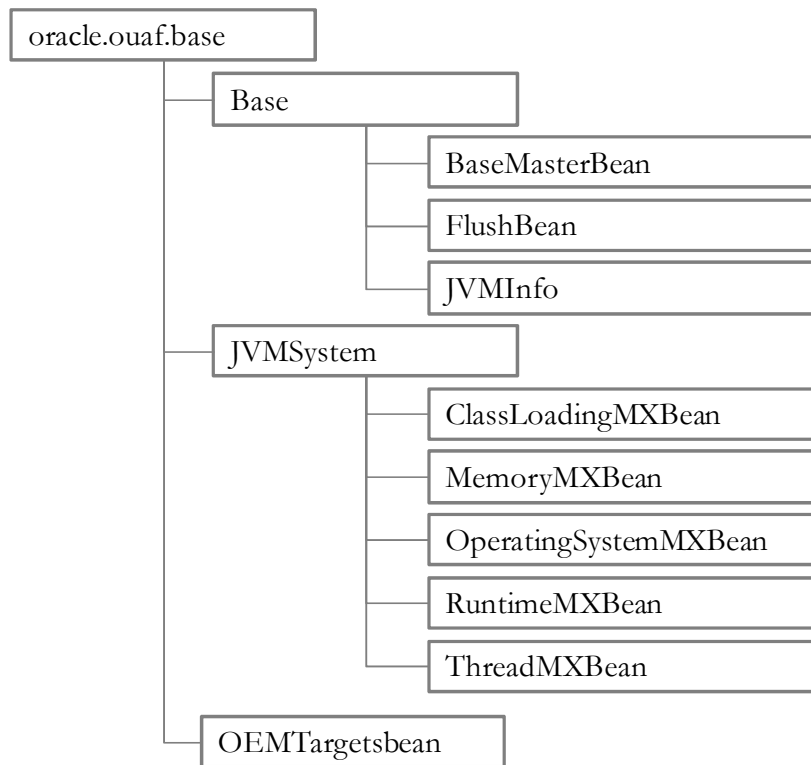 oracle.ouaf.base
Base
BaseMasterBean
FlushBean
JVMInfo
JVMSystem
ClassLoadingMXBean
MemoryMXBean
OperatingSystemMXBean
RuntimeMXBean
ThreadMXBean
OEMTargetsbean